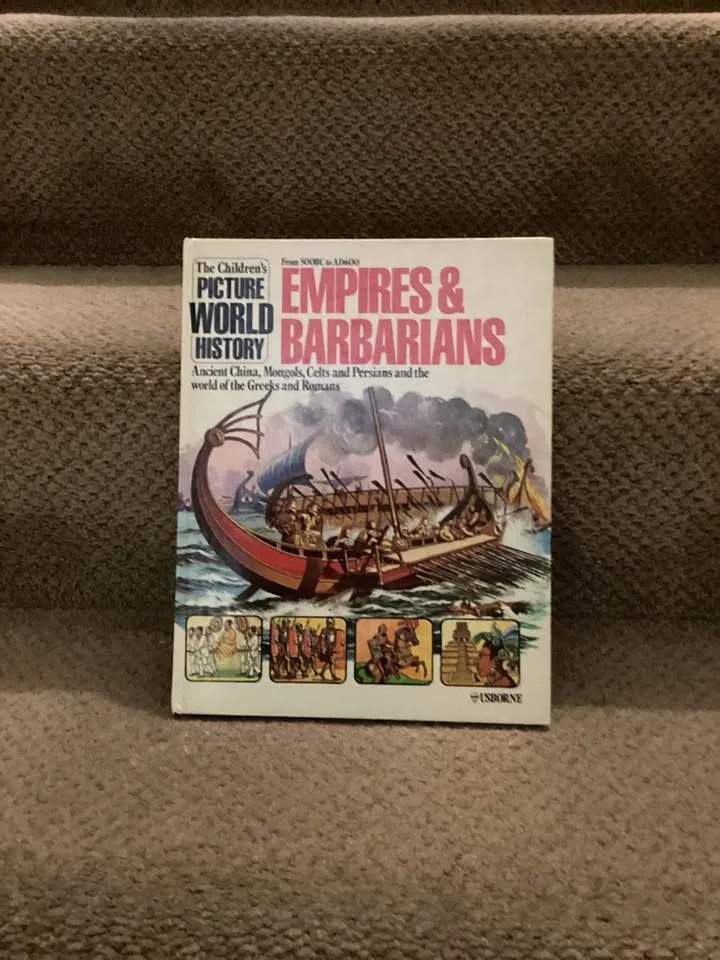 The Children's
PICTURE
WORLD
HISTORY
From 500BC to AD600
EMPIRES &
BARBARIANS
Ancient China, Mongols, Celts and Persians and the
world of the Greeks and Romans
USBORNE